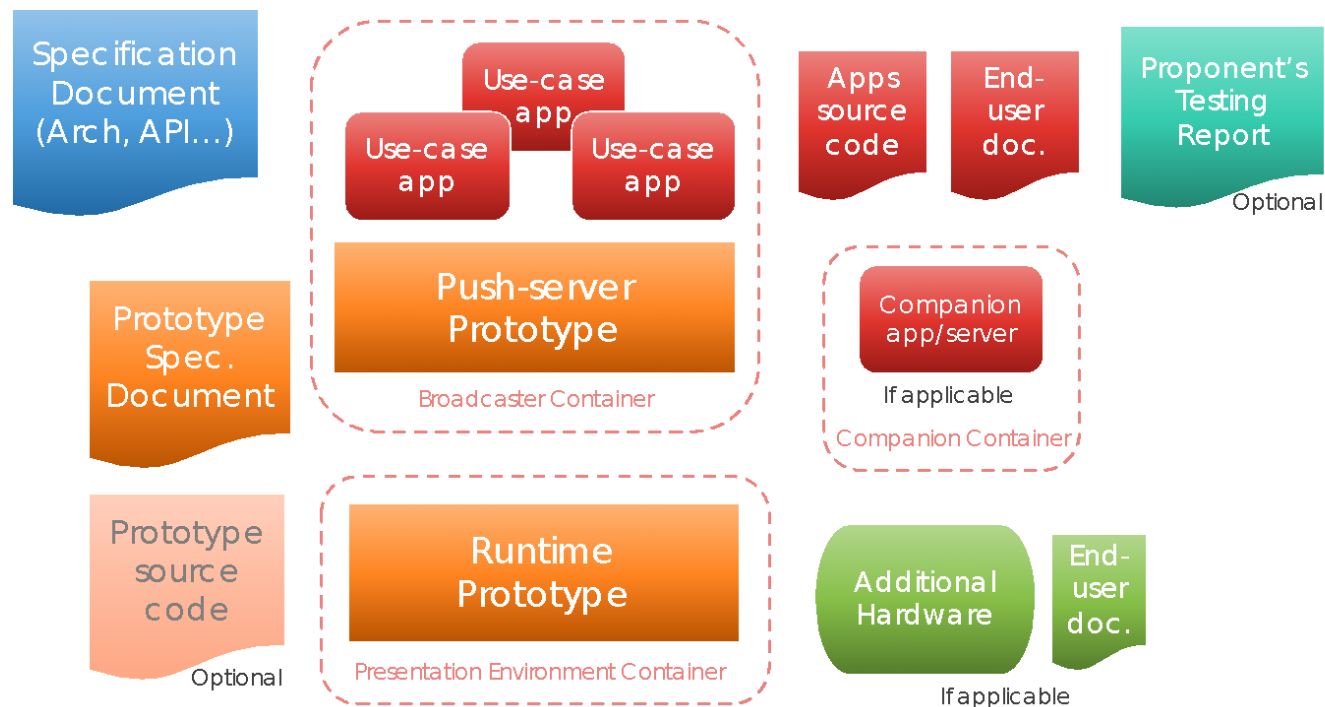 Specification
Document
(Arch, API...)
Use-case
app
Use-case
app
Use-case
app
Push-server
Prototype
Broadcaster Container
Apps
source
code
End-
user
doc.
Proponent’s
Testing
Report
Optional
Prototype
Spec.
Document
Companion
app/server
If applicable
Companion Container
Prototype
source
code
Optional
Runtime
Prototype
Presentation Environment Container
Additional
Hardware
End-
user
doc.
If applicable